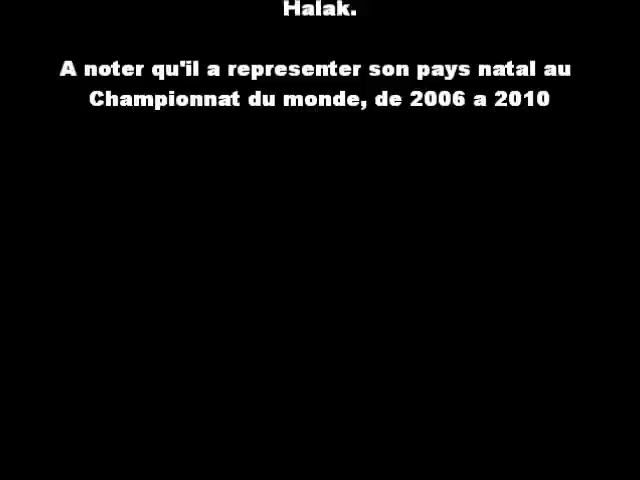 Halak.
A noter qu'il a representer son pays natal au
Championnat du monde, de 2006 a 2010